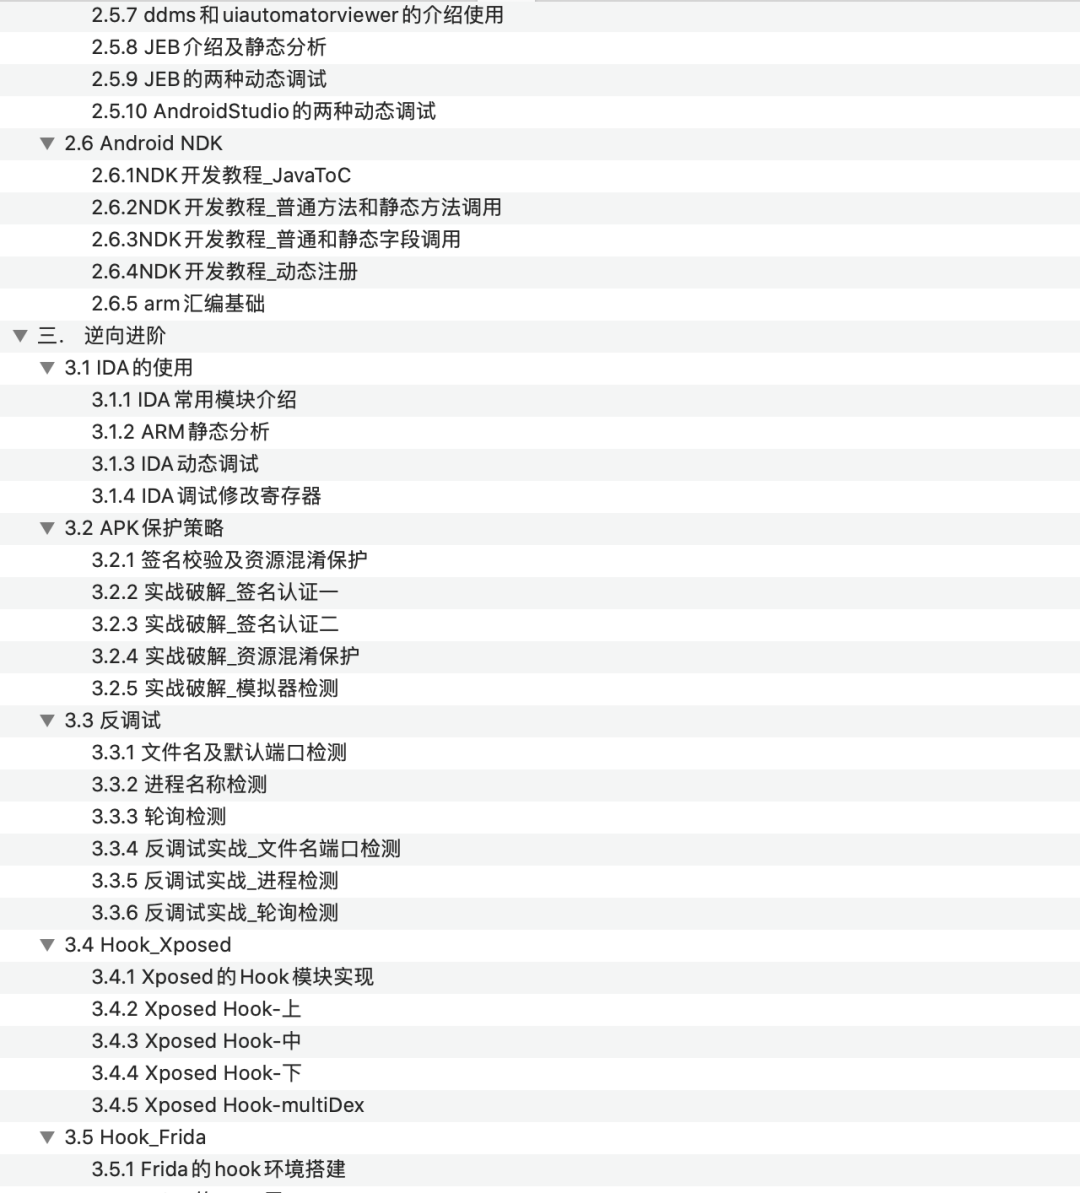 2.5.7 ddms和uiautomatorviewer的介绍使用
2.5.8 JEB介绍及静态分析
2.5.9 JEB的两种动态调试
2.5.10 AndroidStudio的两种动态调试
2.6 Android NDK
2.6.1NDK开发教程_JavaToC
2.6.2NDK开发教程_普通方法和静态方法调用
2.6.3NDK开发教程_普通和静态字段调用
2.6.4NDK开发教程_动态注册
2.6.5 arm汇编基础
三. 逆向进阶
3.1 IDA的使用
3.1.1 IDA常用模块介绍
3.1.2 ARM静态分析
3.1.3 IDA动态调试
3.1.4 IDA调试修改寄存器
3.2 APK保护策略
3.2.1 签名校验及资源混淆保护
3.2.2 实战破解_签名认证一
3.2.3 实战破解_签名认证二
3.2.4 实战破解_资源混淆保护
3.2.5 实战破解_模拟器检测
3.3 反调试
3.3.1 文件名及默认端口检测
3.3.2 进程名称检测
3.3.3 轮询检测
3.3.4 反调试实战_文件名端口检测
3.3.5 反调试实战_进程检测
3.3.6 反调试实战_轮询检测
3.4 Hook_Xposed
3.4.1 Xposed的Hook模块实现
3.4.2 Xposed Hook-上
3.4.3 Xposed Hook-中
3.4.4 Xposed Hook-下
3.4.5 Xposed Hook-multiDex
3.5 Hook_Frida
3.5.1 Frida的hook环境搭建